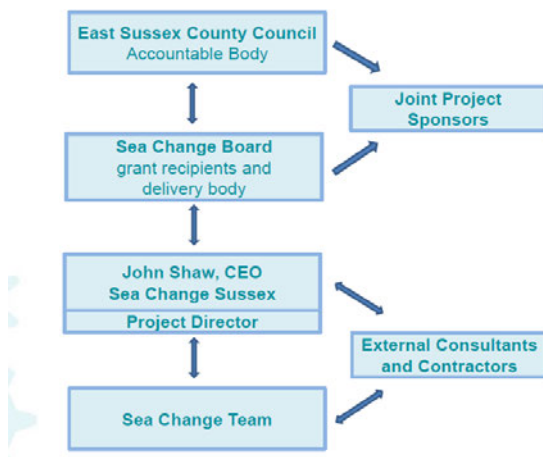 East Sussex County Council
Accountable Body
Joint Project
Sponsors
Sea Change Board
grant recipients and
delivery body
John Shaw, CEO
Sea Change Sussex
Project Director
External Consultants
and Contractors
Sea Change Team